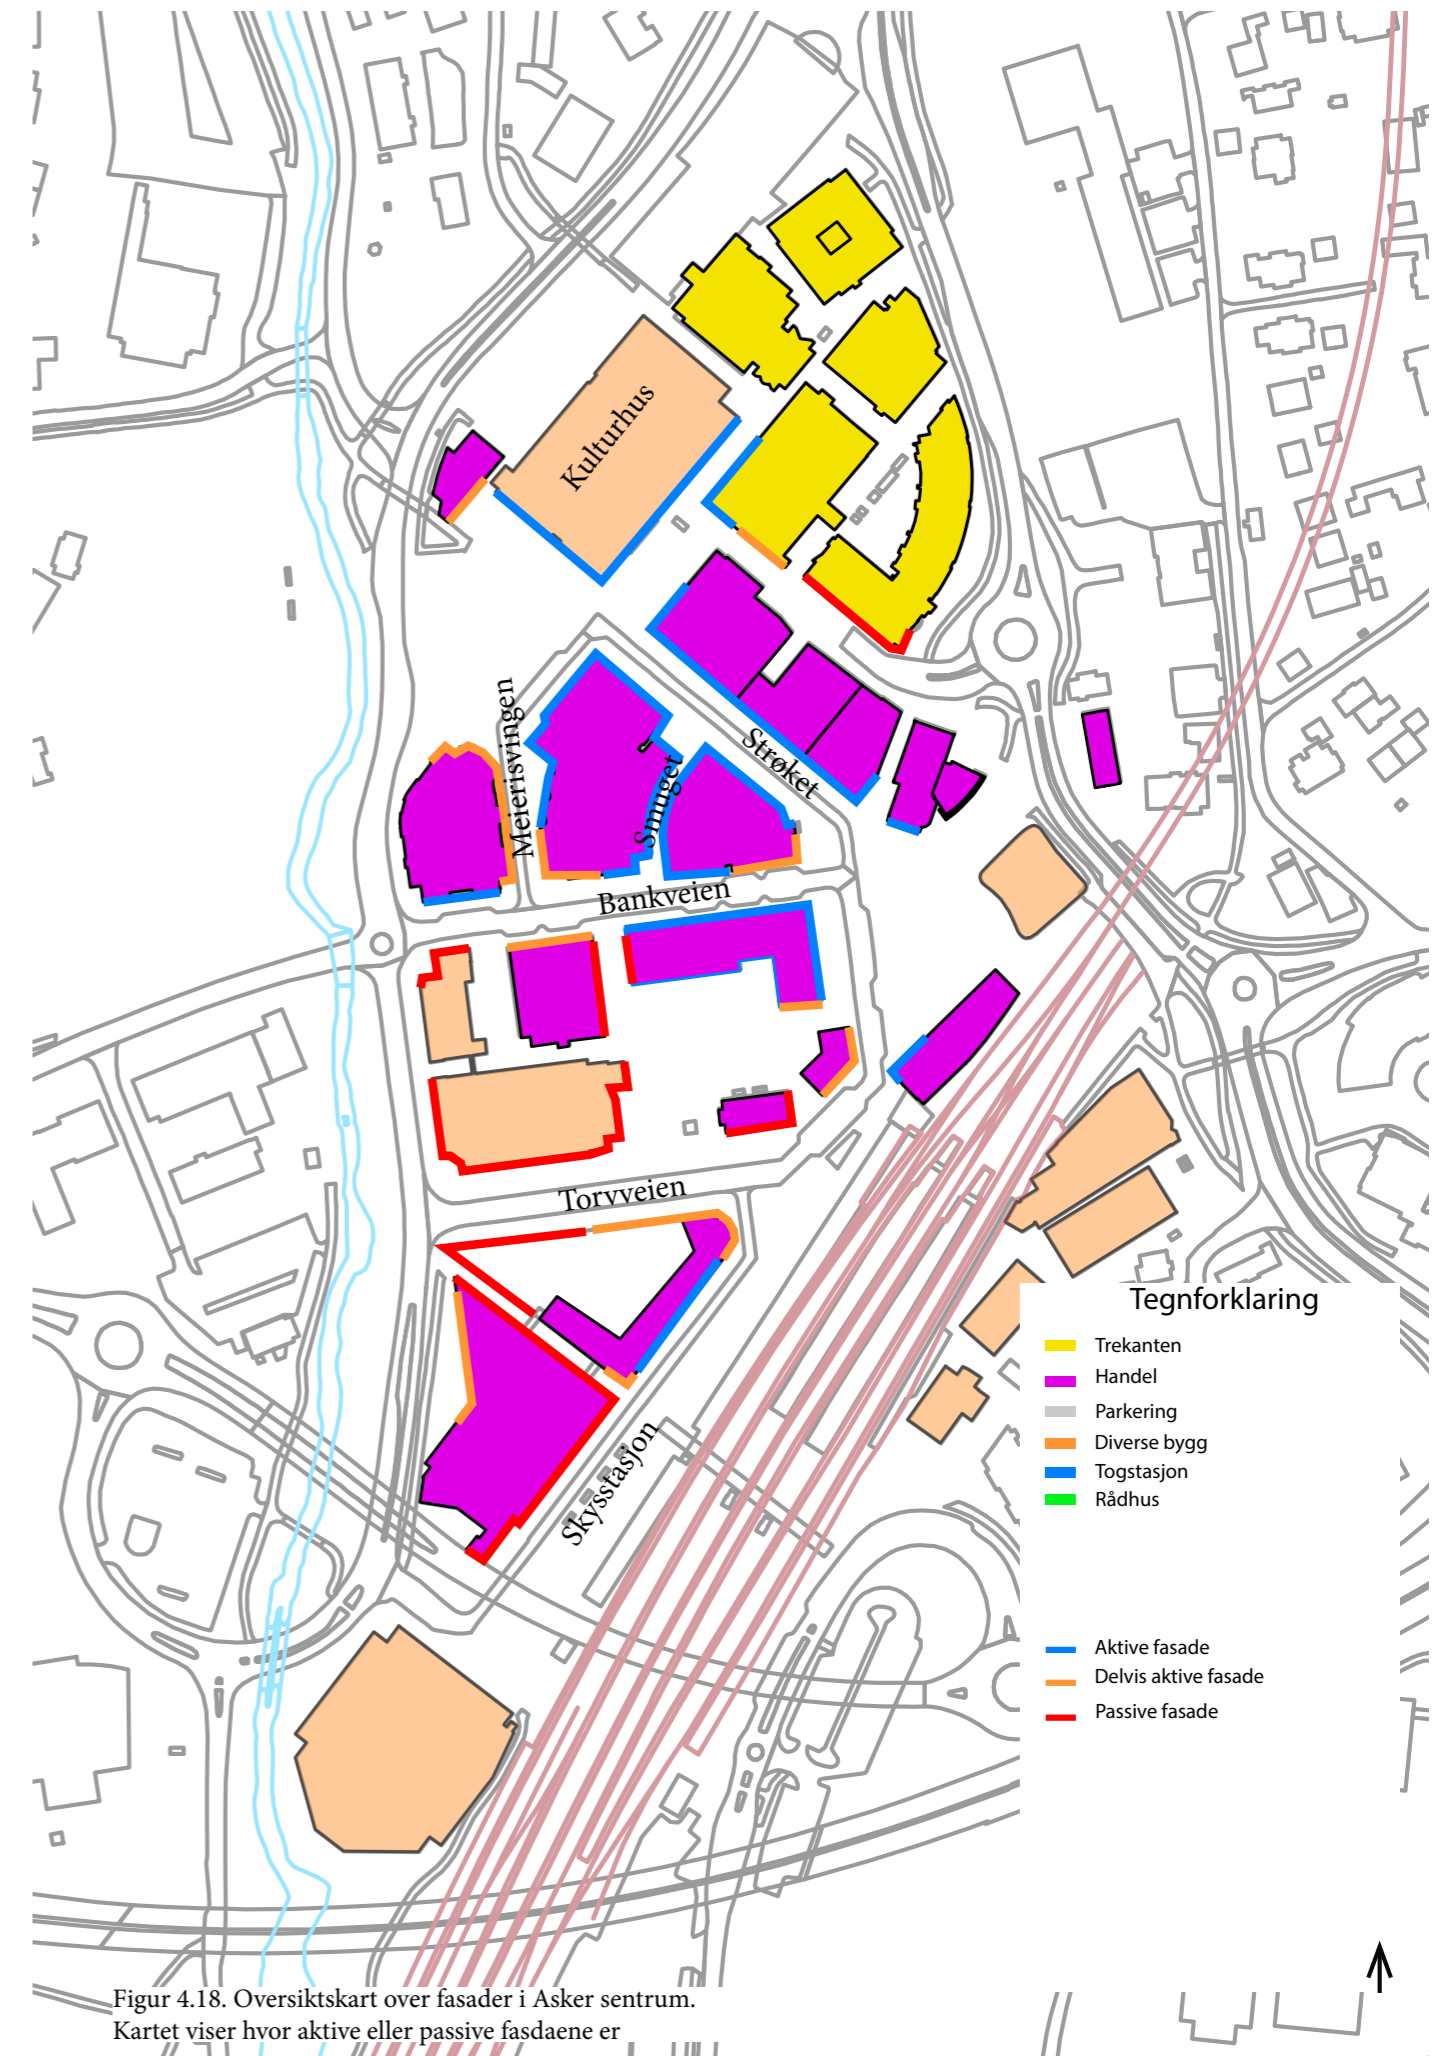 Kulturhus
Meierisvingen
Smuget
Strøket
Bankveien
Torvveien
Skysstasjon
Tegnforklaring
Trekanten
Handel
Parkering
Diverse bygg
Togstasjon
Rådhus
Aktive fasade
Delvis aktive fasade
Passive fasade
Figur 4.18. Oversiktskart over fasader i Asker sentrum.
Kartet viser hvor aktive eller passive fasdaene er